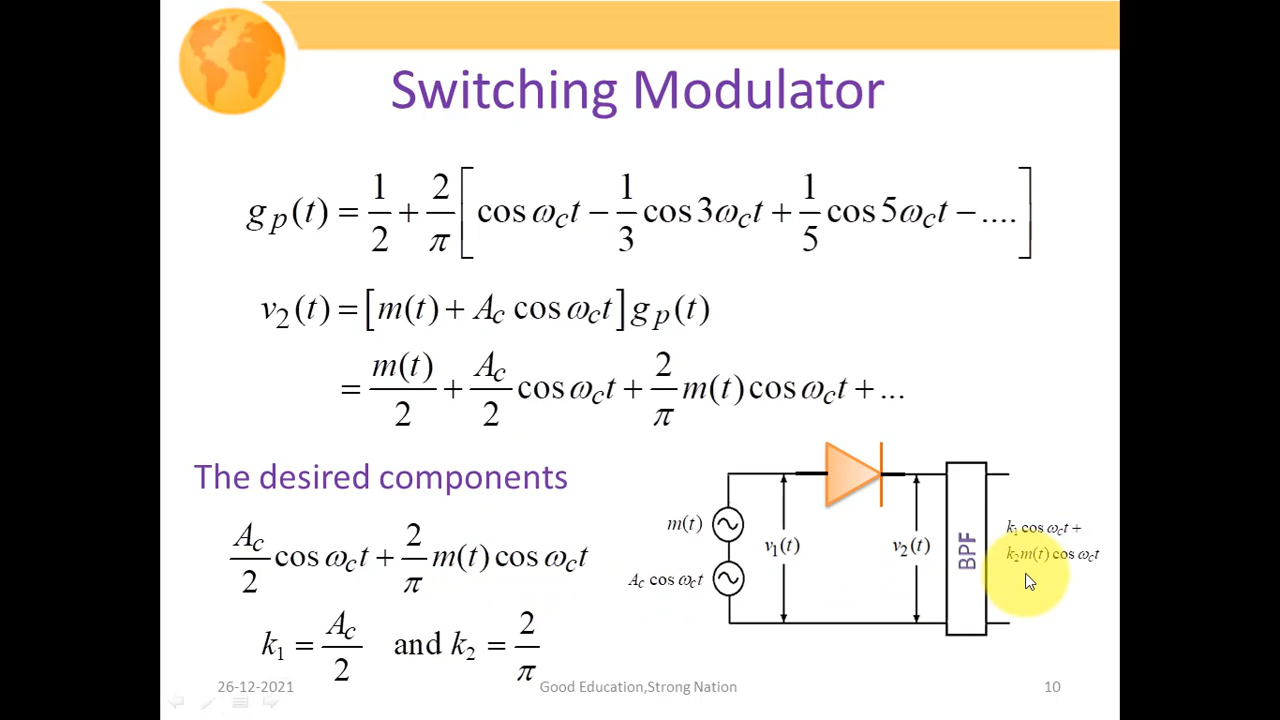 Switching Modulator
g_p(t) = 1/2 + 2/π [ cos ω_c t − 1/3 cos 3ω_c t + 1/5 cos 5ω_c t − .... ]
v_2(t) = [m(t) + A_c cos ω_c t] g_p(t)
= m(t)/2 + A_c/2 cos ω_c t + 2/π m(t) cos ω_c t + ...
The desired components
A_c/2 cos ω_c t + 2/π m(t) cos ω_c t
k_1 = A_c/2 and k_2 = 2/π
m(t)
A_c cos ω_c t
v_1(t)
v_2(t)
BPF
k_1 cos ω_c t +
k_2 m(t) cos ω_c t
26-12-2021
Good Education,Strong Nation
10